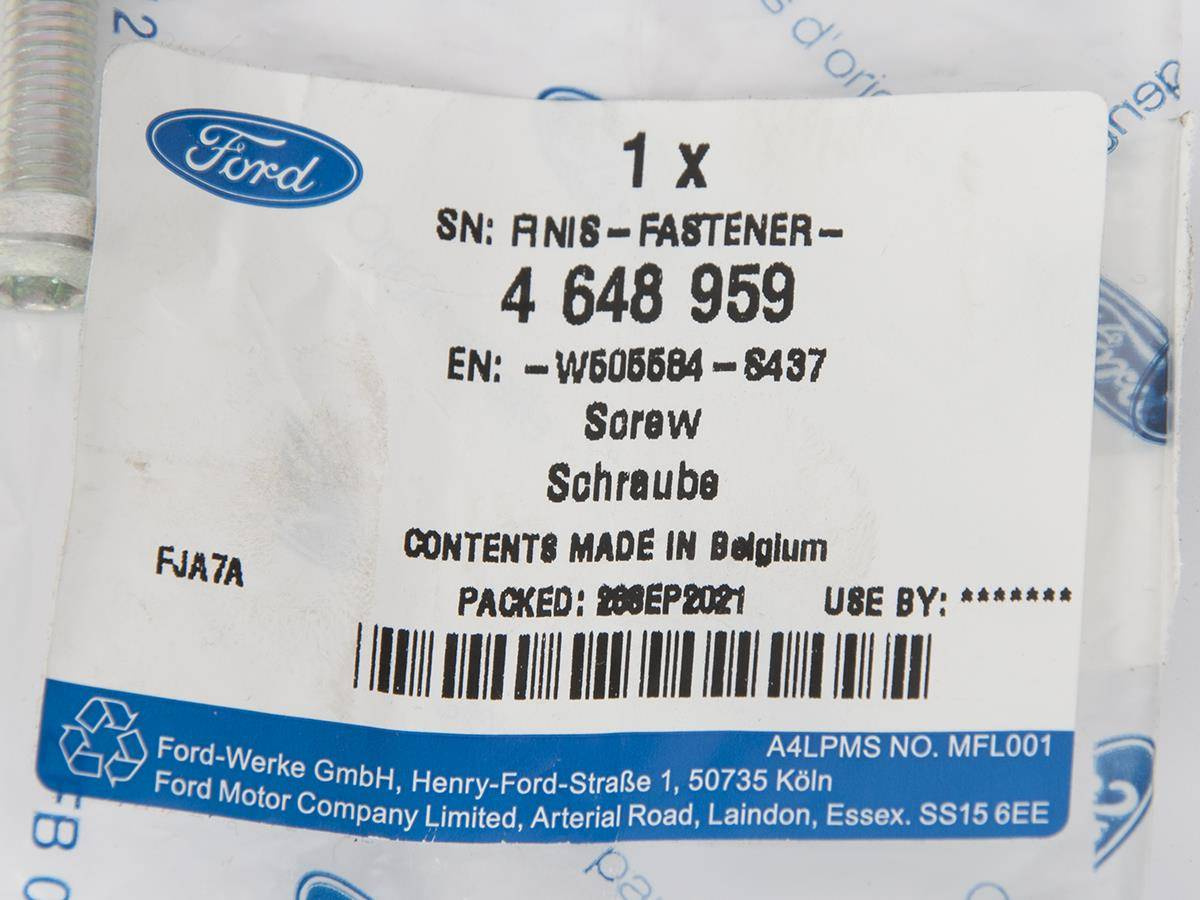 Ford
1 x
SN: FINIS-FASTENER-
4 648 959
EN: -W505584-S437
Screw
Schraube
CONTENTS MADE IN Belgium
FJA7A
PACKED: USE BY: *******
A4LPMS NO. MFL001
Ford-Werke GmbH, Henry-Ford-Straße 1, 50735 Köln
Ford Motor Company Limited, Arterial Road, Laindon, Essex. SS15 6EE
s d'orig
genu